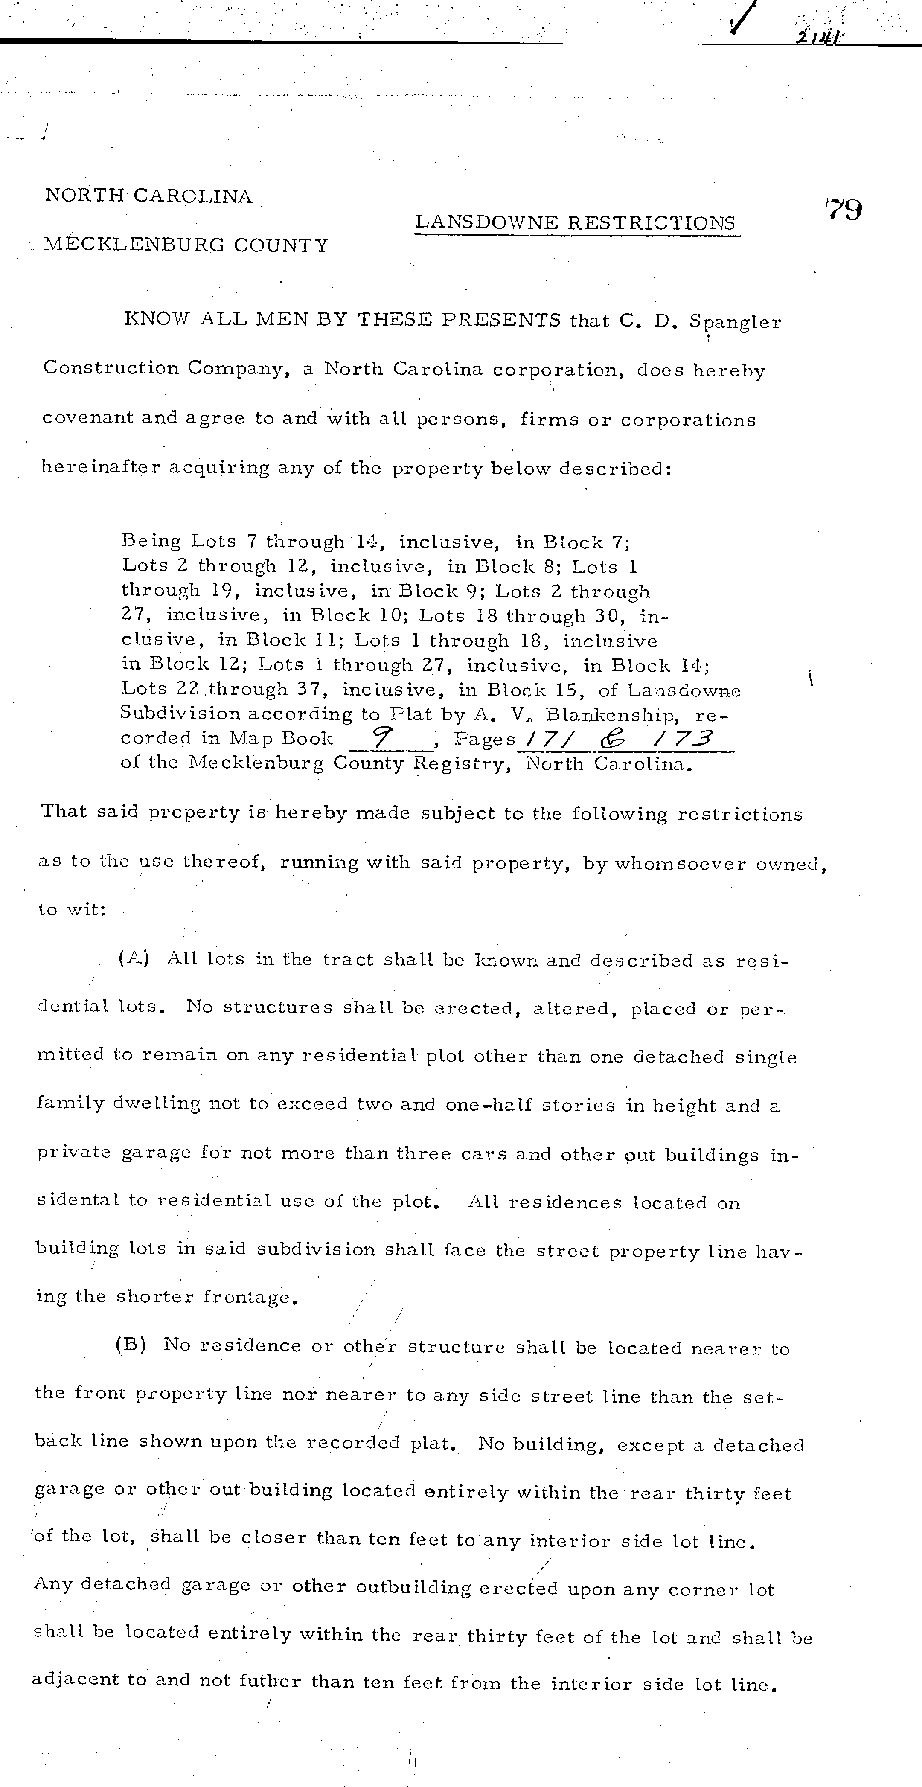 2141
NORTH CAROLINA
79
LANSDOWNE RESTRICTIONS
MECKLENBURG COUNTY
KNOW ALL MEN BY THESE PRESENTS that C. D. Spangler
Construction Company, a North Carolina corporation, does hereby
covenant and agree to and with all persons, firms or corporations
hereinafter acquiring any of the property below described:
Being Lots 7 through 14, inclusive, in Block 7;
Lots 2 through 12, inclusive, in Block 8; Lots 1
through 19, inclusive, in Block 9; Lots 2 through
27, inclusive, in Block 10; Lots 18 through 30, in-
clusive, in Block 11; Lots 1 through 18, inclusive
in Block 12; Lots 1 through 27, inclusive, in Block 14;
Lots 22 through 37, inclusive, in Block 15, of Lansdowne
Subdivision according to Plat by A. V. Blankenship, re-
corded in Map Book 9, Pages 171 & 173
of the Mecklenburg County Registry, North Carolina.
That said property is hereby made subject to the following restrictions
as to the use thereof, running with said property, by whomsoever owned,
to wit:
(A) All lots in the tract shall be known and described as resi-
dential lots. No structures shall be erected, altered, placed or per-
mitted to remain on any residential plot other than one detached single
family dwelling not to exceed two and one-half stories in height and a
private garage for not more than three cars and other out buildings in-
sidental to residential use of the plot. All residences located on
building lots in said subdivision shall face the street property line hav-
ing the shorter frontage.
(B) No residence or other structure shall be located nearer to
the front property line nor nearer to any side street line than the set-
back line shown upon the recorded plat. No building, except a detached
garage or other out building located entirely within the rear thirty feet
of the lot, shall be closer than ten feet to any interior side lot line.
Any detached garage or other outbuilding erected upon any corner lot
shall be located entirely within the rear thirty feet of the lot and shall be
adjacent to and not futher than ten feet from the interior side lot line.